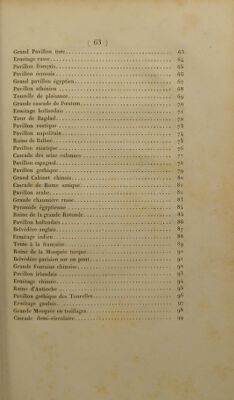 ( 63 )
Grand Pavillon turc 63
Ermitage russe 64
Pavillon français 65
Pavillon 66
Grand pavillon égyptien 67
Pavillon athénien 68
Tourelle de plaisance 69
Grande cascade de 70
Ermitage hollandais 71
Tour de Bagdad 72
Pavillon rustique 73
Pavillon napolitain 74
Ruine de Balbec 75
Pavillon asiatique 76
Cascade des seize colonnes 77
Pavillon espagnol 78
Pavillon gothique 79
Grand Cabinet chinois 80
Cascade de Rome antique 81
Pavillon arabe 82
Grande chaumière russe 83
Pyramide égyptienne 84
Ruine de la grande Rotonde 85
Pavillon hollandais 86
Belvédère anglais 87
Ermitage indien 88
Tente à la française 89
Ruine de la Mosquée turque 90
Belvédère parisien sur un pont 91
Grande Fontaine chinoise 92
Pavillon irlandais 93
Ermitage chinois 94
Ruine d'Antioche 95
Pavillon gothique des Tourelles 96
Ermitage gaulois 97
Grande Mosquée en treillages 98
Cascade demi-circulaire 99